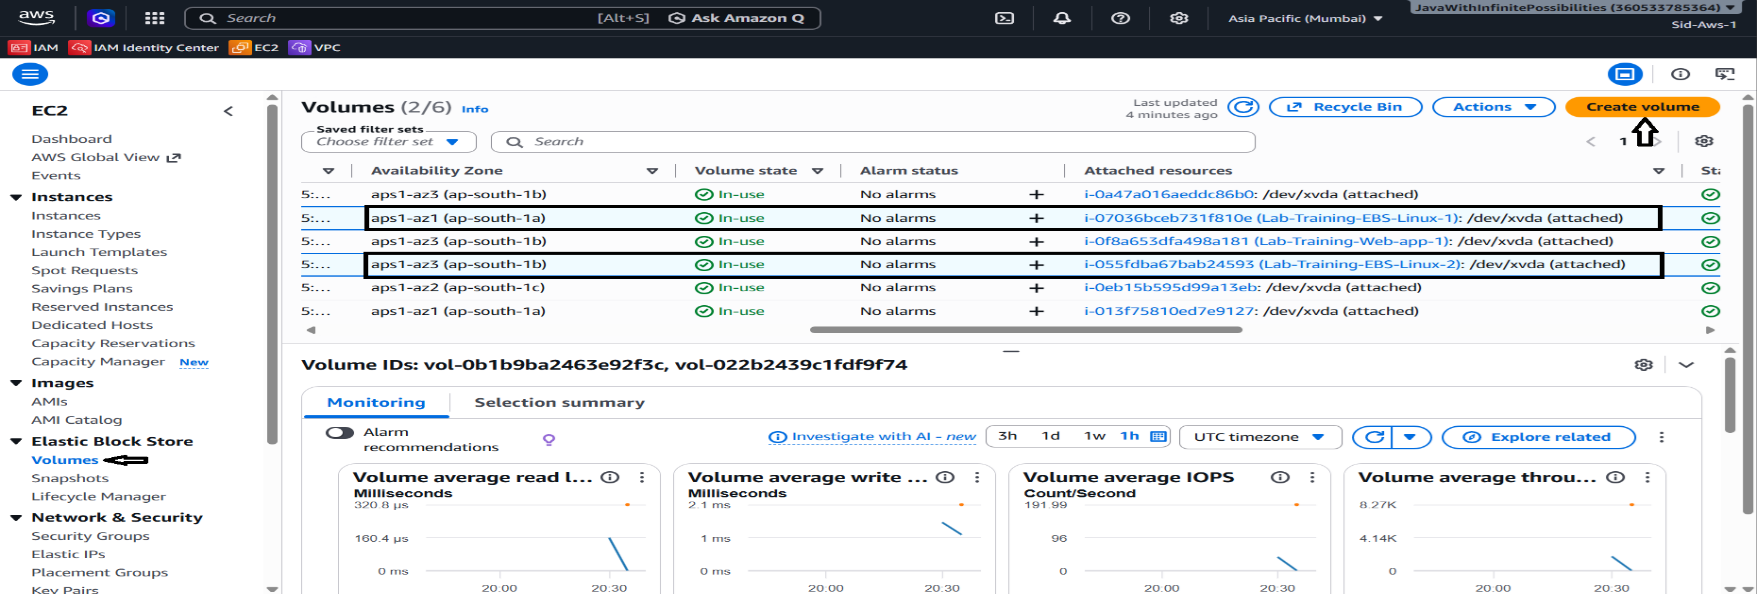 aws
Search [Alt+S] Ask Amazon Q Asia Pacific (Mumbai) JavaWithInfinitePossibilities (360533785364)
Sid-Aws-1
IAM IAM Identity Center EC2 VPC
EC2
Dashboard
AWS Global View
Events
Instances
Instances
Instance Types
Launch Templates
Spot Requests
Savings Plans
Reserved Instances
Dedicated Hosts
Capacity Reservations
Capacity Manager New
Images
AMIs
AMI Catalog
Elastic Block Store
Volumes
Snapshots
Lifecycle Manager
Network & Security
Security Groups
Elastic IPs
Placement Groups
Key Pairs
Volumes (2/6) Info
Last updated
4 minutes ago
Recycle Bin Actions Create volume
Saved filter sets
Choose filter set Search 1
Availability Zone Volume state Alarm status Attached resources Sta
5:... aps1-az3 (ap-south-1b) In-use No alarms + i-0a47a016aeddc86b0: /dev/xvda (attached)
5:... aps1-az1 (ap-south-1a) In-use No alarms + i-07036bceb731f810e (Lab-Training-EBS-Linux-1): /dev/xvda (attached)
5:... aps1-az3 (ap-south-1b) In-use No alarms + i-0f8a653dfa498a181 (Lab-Training-Web-app-1): /dev/xvda (attached)
5:... aps1-az3 (ap-south-1b) In-use No alarms + i-055fdba67bab24593 (Lab-Training-EBS-Linux-2): /dev/xvda (attached)
5:... aps1-az2 (ap-south-1c) In-use No alarms + i-0eb15b595d99a13eb: /dev/xvda (attached)
5:... aps1-az1 (ap-south-1a) In-use No alarms + i-013f75810ed7e9127: /dev/xvda (attached)
Volume IDs: vol-0b1b9ba2463e92f3c, vol-022b2439c1fdf9f74
Monitoring Selection summary
Alarm
recommendations
Investigate with AI - new 3h 1d 1w 1h UTC timezone Explore related
Volume average read l...
Milliseconds
320.8 µs
160.4 µs
0 ms
20:00 20:30
Volume average write ...
Milliseconds
2.1 ms
1 ms
0 ms
20:00 20:30
Volume average IOPS
Count/Second
191.99
96
0
20:00 20:30
Volume average throu...
8.27K
4.14K
0
20:00 20:30